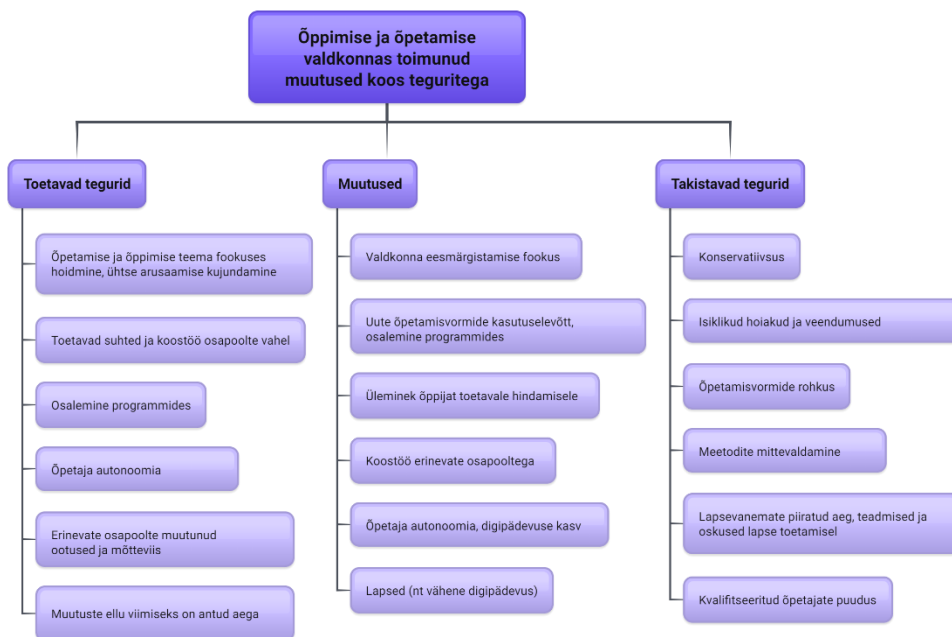 Õppimise ja õpetamise
valdkonnas toimunud
muutused koos teguritega
Toetavad tegurid
Õpetamise ja õppimise teema fookuses
hoidmine, ühtse arusaamise kujundamine
Toetavad suhted ja koostöö osapoolte vahel
Osalemine programmides
Õpetaja autonoomia
Erinevate osapoolte muutunud
ootused ja mõtteviis
Muutuste ellu viimiseks on antud aega
Muutused
Valdkonna eesmärgistamise fookus
Uute õpetamisvormide kasutuselevõtt,
osalemine programmides
Üleminek õppijat toetavale hindamisele
Koostöö erinevate osapooltega
Õpetaja autonoomia, digipädevuse kasv
Lapsed (nt vähene digipädevus)
Takistavad tegurid
Konservatiivsus
Isiklikud hoiakud ja veendumused
Õpetamisvormide rohkus
Meetodite mittevaldamine
Lapsevanemate piiratud aeg, teadmised ja
oskused lapse toetamisel
Kvalifitseeritud õpetajate puudus